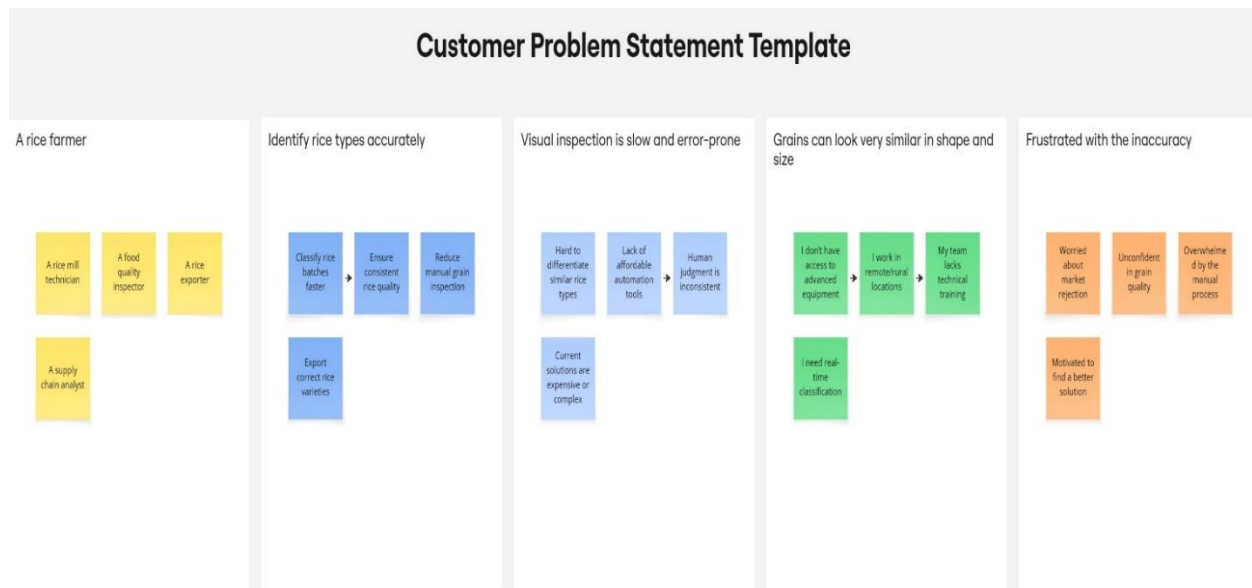 Customer Problem Statement Template
A rice farmer
A rice mill
technician
A food
quality
inspector
A rice
exporter
A supply
chain analyst
Identify rice types accurately
Classify rice
batches
faster
Ensure
consistent
rice quality
Reduce
manual grain
inspection
Export
correct rice
varieties
Visual inspection is slow and error-prone
Hard to
differentiate
similar rice
types
Lack of
affordable
automation
tools
Human
judgment is
inconsistent
Current
solutions are
expensive or
complex
Grains can look very similar in shape and
size
I don't have
access to
advanced
equipment
I work in
remote/rural
locations
My team
lacks
technical
training
I need real-
time
classification
Frustrated with the inaccuracy
Worried
about
market
rejection
Unconfident
in grain
quality
Overwhelme
d by the
manual
process
Motivated to
find a better
solution